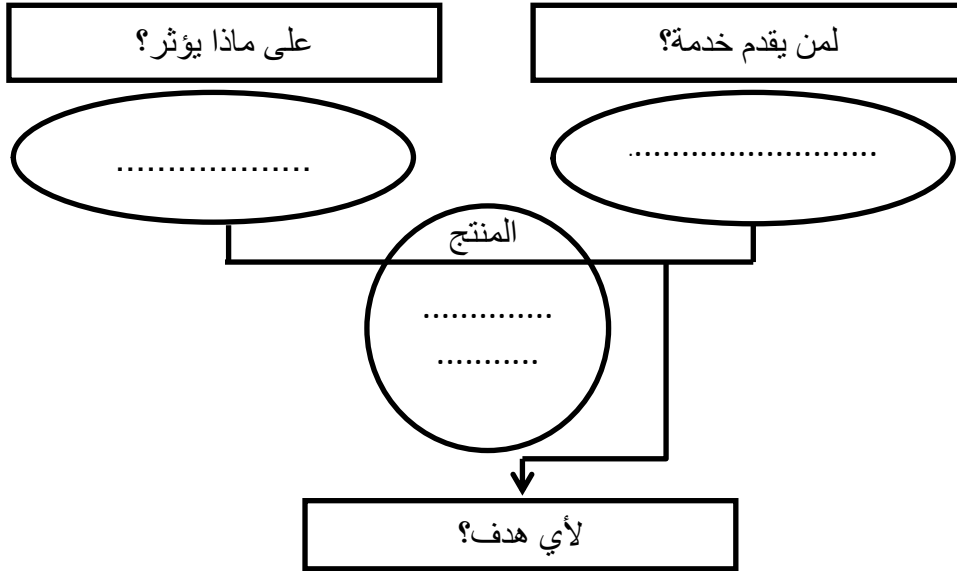 لمن يقدم خدمة؟
على ماذا يؤثر؟
............................
...................
المنتج
..............
...........
لأي هدف؟